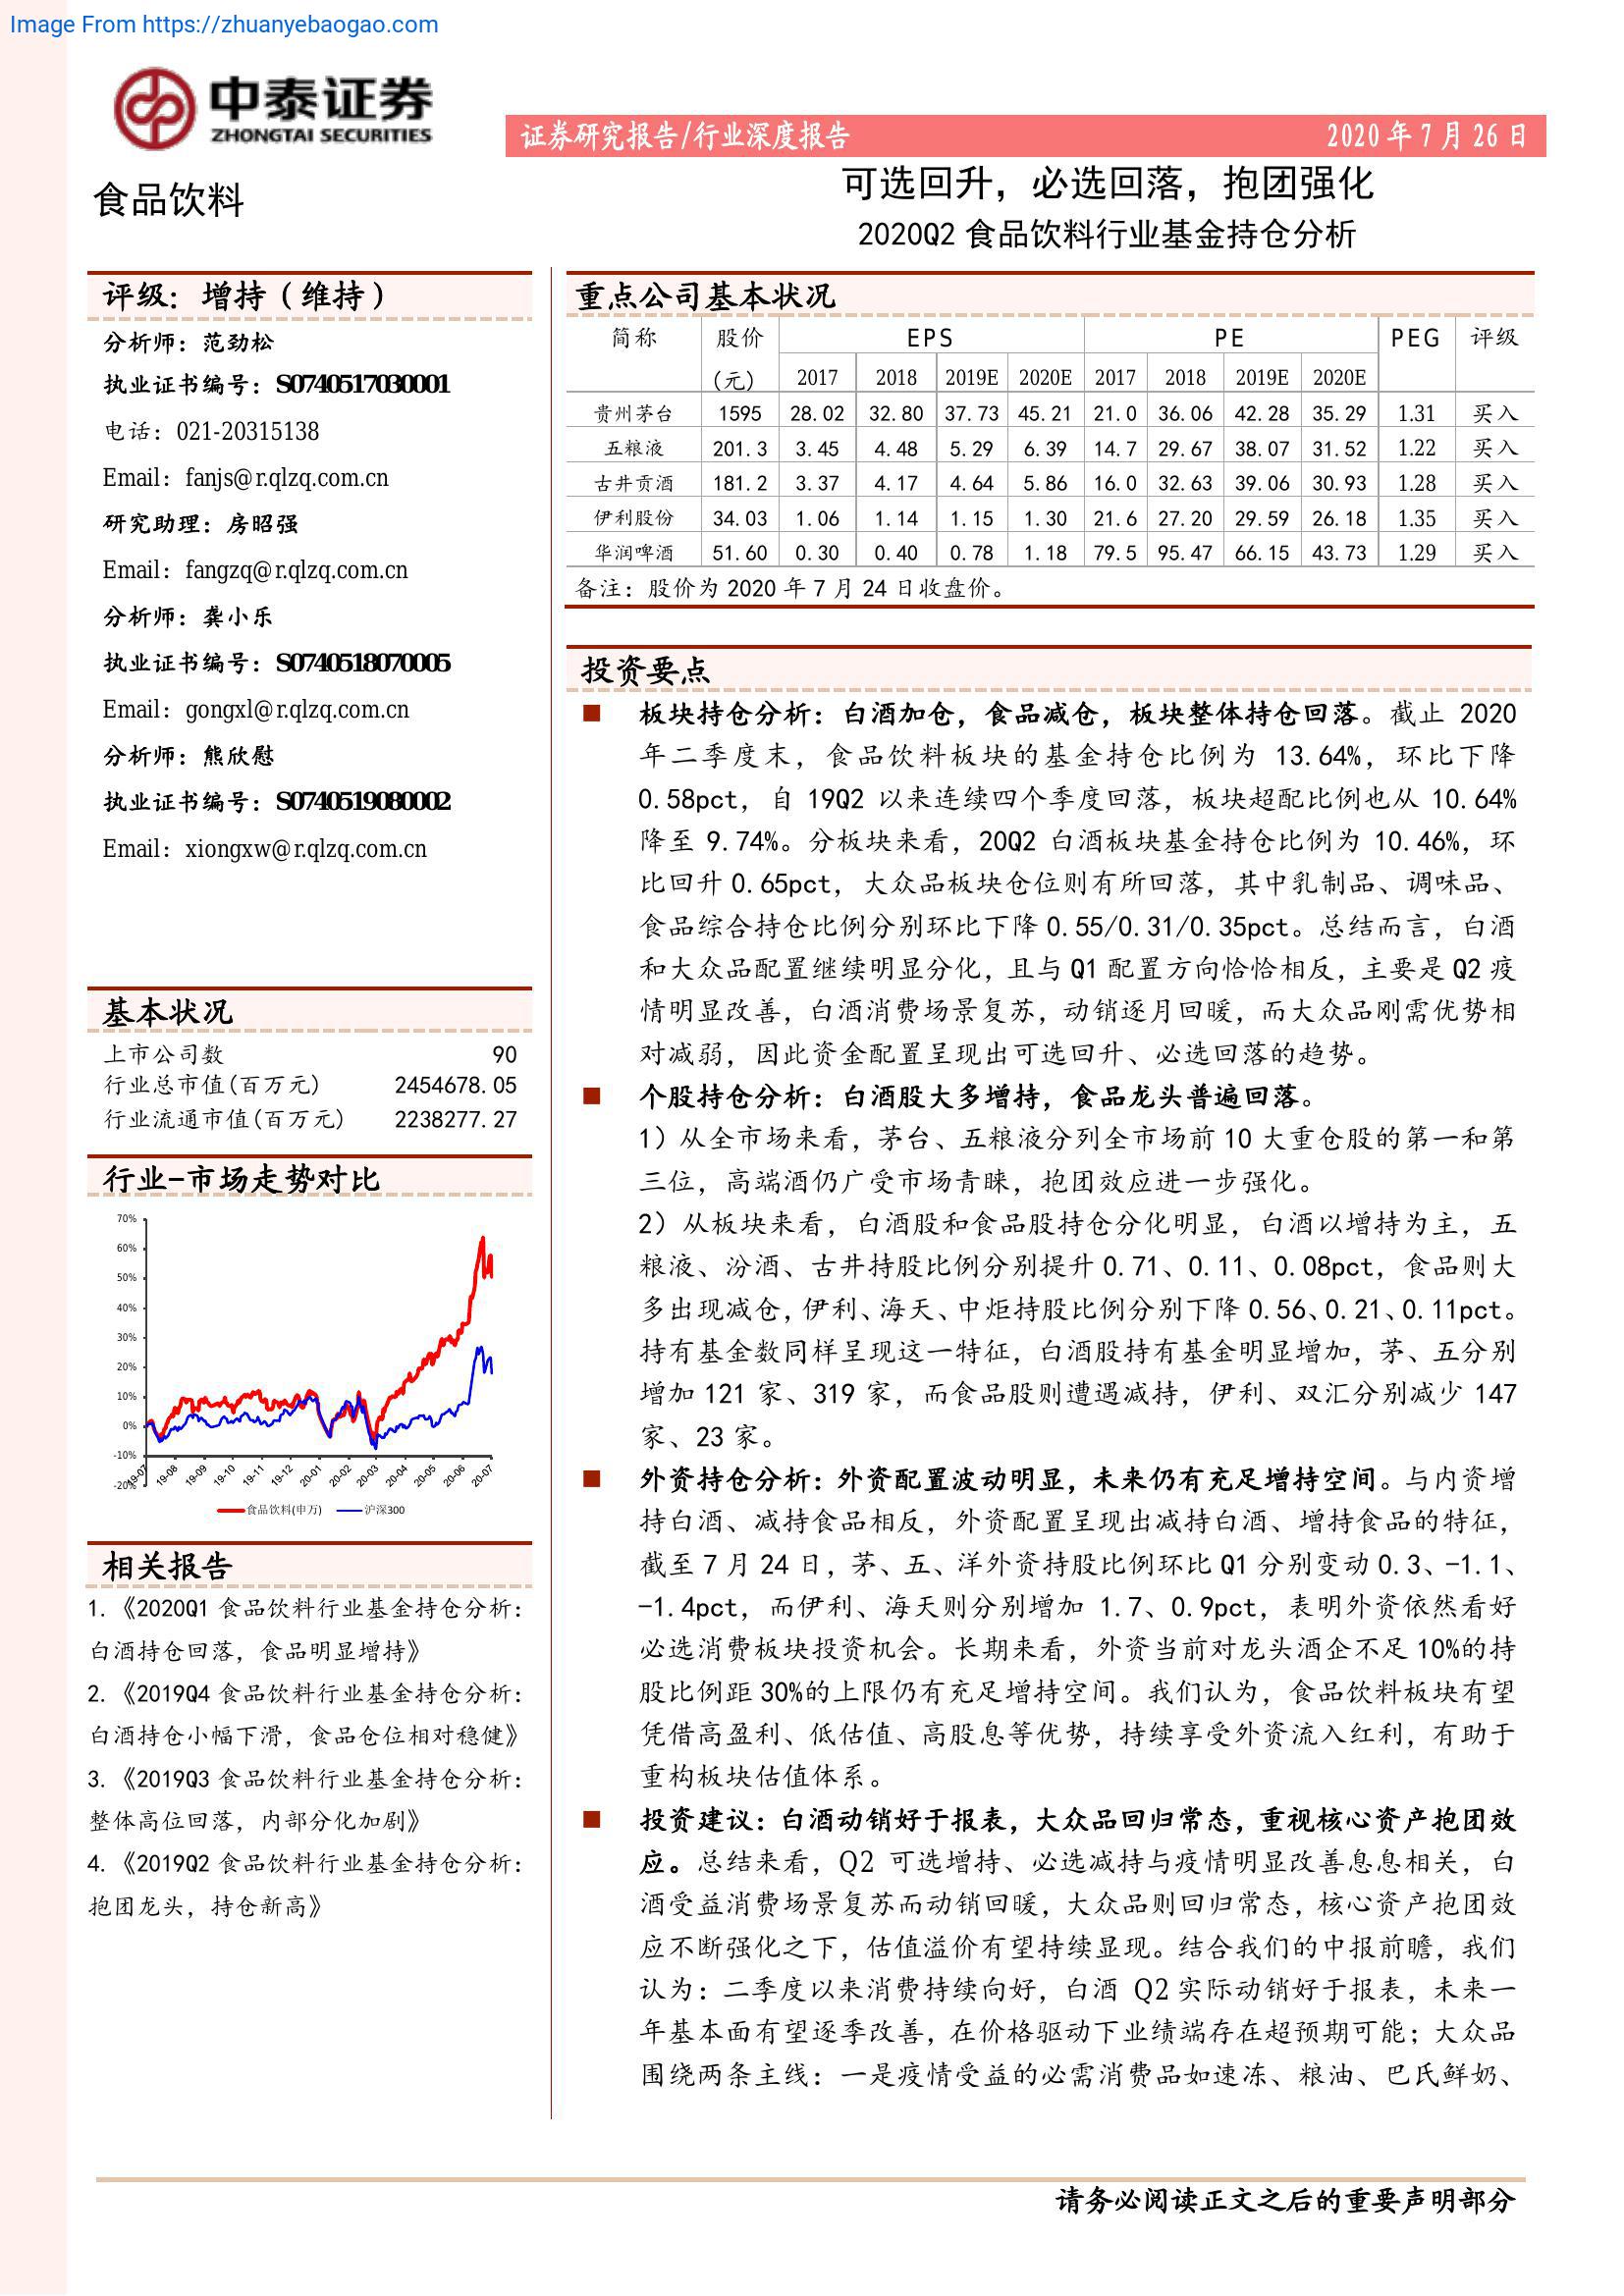 Image From https://zhuanyebaogao.com
中泰证券
ZHONGTAI SECURITIES
证券研究报告/行业深度报告 2020年7月26日
食品饮料
可选回升，必选回落，抱团强化
2020Q2 食品饮料行业基金持仓分析
评级：增持（维持）
分析师：范劲松
执业证书编号：S0740517030001
电话：021-20315138
Email：fanjs@r.qlzq.com.cn
研究助理：房昭强
Email：fangzq@r.qlzq.com.cn
分析师：龚小乐
执业证书编号：S0740518070005
Email：gongxl@r.qlzq.com.cn
分析师：熊欣慰
执业证书编号：S0740519080002
Email：xiongxw@r.qlzq.com.cn
基本状况
上市公司数 90
行业总市值(百万元) 2454678.05
行业流通市值(百万元) 2238277.27
行业-市场走势对比
70%
60%
50%
40%
30%
20%
10%
0%
-10%
-20%
19-07 19-08 19-09 19-10 19-11 19-12 20-01 20-02 20-03 20-04 20-05 20-06 20-07
食品饮料(申万) 沪深300
相关报告
1.《2020Q1 食品饮料行业基金持仓分析：
白酒持仓回落，食品明显增持》
2.《2019Q4 食品饮料行业基金持仓分析：
白酒持仓小幅下滑，食品仓位相对稳健》
3.《2019Q3 食品饮料行业基金持仓分析：
整体高位回落，内部分化加剧》
4.《2019Q2 食品饮料行业基金持仓分析：
抱团龙头，持仓新高》
重点公司基本状况
简称 股价 EPS PE PEG 评级
(元) 2017 2018 2019E 2020E 2017 2018 2019E 2020E
贵州茅台 1595 28.02 32.80 37.73 45.21 21.0 36.06 42.28 35.29 1.31 买入
五粮液 201.3 3.45 4.48 5.29 6.39 14.7 29.67 38.07 31.52 1.22 买入
古井贡酒 181.2 3.37 4.17 4.64 5.86 16.0 32.63 39.06 30.93 1.28 买入
伊利股份 34.03 1.06 1.14 1.15 1.30 21.6 27.20 29.59 26.18 1.35 买入
华润啤酒 51.60 0.30 0.40 0.78 1.18 79.5 95.47 66.15 43.73 1.29 买入
备注：股价为 2020 年 7 月 24 日收盘价。
投资要点
■ 板块持仓分析：白酒加仓，食品减仓，板块整体持仓回落。截止 2020
年二季度末，食品饮料板块的基金持仓比例为 13.64%，环比下降
0.58pct，自 19Q2 以来连续四个季度回落，板块超配比例也从 10.64%
降至 9.74%。分板块来看，20Q2 白酒板块基金持仓比例为 10.46%，环
比回升 0.65pct，大众品板块仓位则有所回落，其中乳制品、调味品、
食品综合持仓比例分别环比下降 0.55/0.31/0.35pct。总结而言，白酒
和大众品配置继续明显分化，且与 Q1 配置方向恰恰相反，主要是 Q2 疫
情明显改善，白酒消费场景复苏，动销逐月回暖，而大众品刚需优势相
对减弱，因此资金配置呈现出可选回升、必选回落的趋势。
■ 个股持仓分析：白酒股大多增持，食品龙头普遍回落。
1）从全市场来看，茅台、五粮液分列全市场前 10 大重仓股的第一和第
三位，高端酒仍广受市场青睐，抱团效应进一步强化。
2）从板块来看，白酒股和食品股持仓分化明显，白酒以增持为主，五
粮液、汾酒、古井持股比例分别提升 0.71、0.11、0.08pct，食品则大
多出现减仓，伊利、海天、中炬持股比例分别下降 0.56、0.21、0.11pct。
持有基金数同样呈现这一特征，白酒股持有基金明显增加，茅、五分别
增加 121 家、319 家，而食品股则遭遇减持，伊利、双汇分别减少 147
家、23 家。
■ 外资持仓分析：外资配置波动明显，未来仍有充足增持空间。与内资增
持白酒、减持食品相反，外资配置呈现出减持白酒、增持食品的特征，
截至 7 月 24 日，茅、五、洋外资持股比例环比 Q1 分别变动 0.3、-1.1、
-1.4pct，而伊利、海天则分别增加 1.7、0.9pct，表明外资依然看好
必选消费板块投资机会。长期来看，外资当前对龙头酒企不足 10%的持
股比例距 30%的上限仍有充足增持空间。我们认为，食品饮料板块有望
凭借高盈利、低估值、高股息等优势，持续享受外资流入红利，有助于
重构板块估值体系。
■ 投资建议：白酒动销好于报表，大众品回归常态，重视核心资产抱团效
应。总结来看，Q2 可选增持、必选减持与疫情明显改善息息相关，白
酒受益消费场景复苏而动销回暖，大众品则回归常态，核心资产抱团效
应不断强化之下，估值溢价有望持续显现。结合我们的中报前瞻，我们
认为：二季度以来消费持续向好，白酒 Q2 实际动销好于报表，未来一
年基本面有望逐季改善，在价格驱动下业绩端存在超预期可能；大众品
围绕两条主线：一是疫情受益的必需消费品如速冻、粮油、巴氏鲜奶、
请务必阅读正文之后的重要声明部分